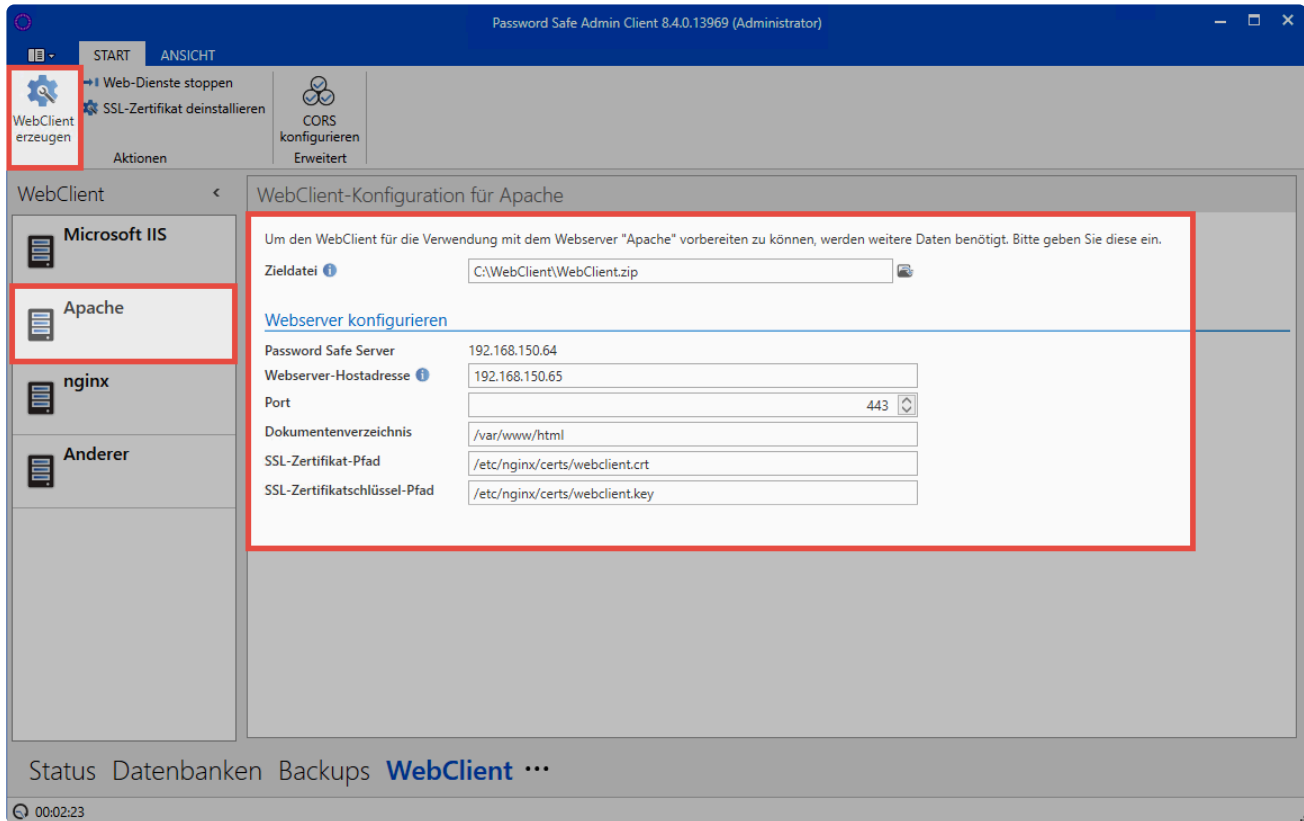 Password Safe Admin Client 8.4.0.13969 (Administrator)
START ANSICHT
WebClient erzeugen
Web-Dienste stoppen
SSL-Zertifikat deinstallieren
Aktionen
CORS konfigurieren
Erweitert
WebClient
Microsoft IIS
Apache
nginx
Anderer
WebClient-Konfiguration für Apache
Um den WebClient für die Verwendung mit dem Webserver "Apache" vorbereiten zu können, werden weitere Daten benötigt. Bitte geben Sie diese ein.
Zieldatei C:\WebClient\WebClient.zip
Webserver konfigurieren
Password Safe Server 192.168.150.64
Webserver-Hostadresse 192.168.150.65
Port 443
Dokumentenverzeichnis /var/www/html
SSL-Zertifikat-Pfad /etc/nginx/certs/webclient.crt
SSL-Zertifikatschlüssel-Pfad /etc/nginx/certs/webclient.key
Status Datenbanken Backups WebClient ···
00:02:23